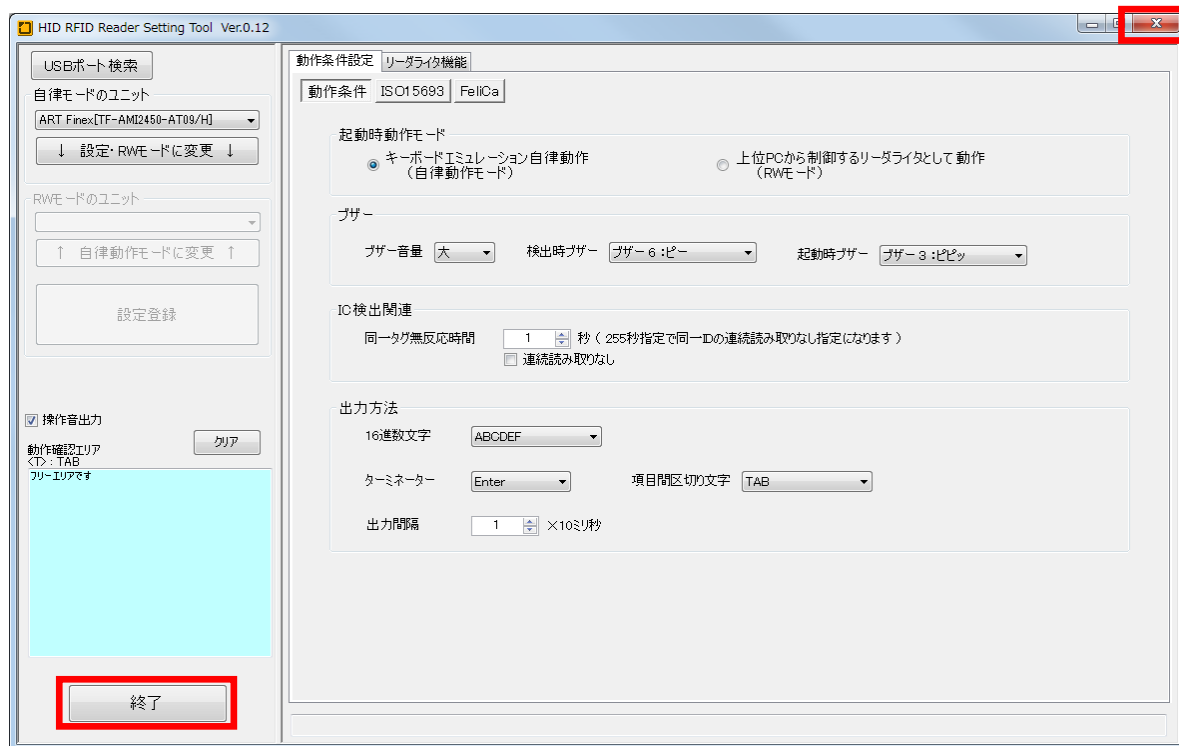 HID RFID Reader Setting Tool Ver.0.12
USBポート検索
自律モードのユニット
ART Finex[TF-AMI2450-AT09/H]
↓ 設定・RWモードに変更 ↓
RWモードのユニット
↑ 自律動作モードに変更 ↑
設定登録
操作音出力
動作確認エリア
<T>:TAB
クリア
フリーエリアです
終了
動作条件設定 リーダライタ機能
動作条件 ISO15693 FeliCa
起動時動作モード
キーボードエミュレーション自律動作
(自律動作モード)
上位PCから制御するリーダライタとして動作
(RWモード)
ブザー
ブザー音量 大 検出時ブザー ブザー6:ピー 起動時ブザー ブザー3:ピピッ
IC検出関連
同一タグ無反応時間 1 秒(255秒指定で同一IDの連続読み取りなし指定になります)
連続読み取りなし
出力方法
16進数文字 ABCDEF
ターミネーター Enter 項目間区切り文字 TAB
出力間隔 1 ×10ミリ秒